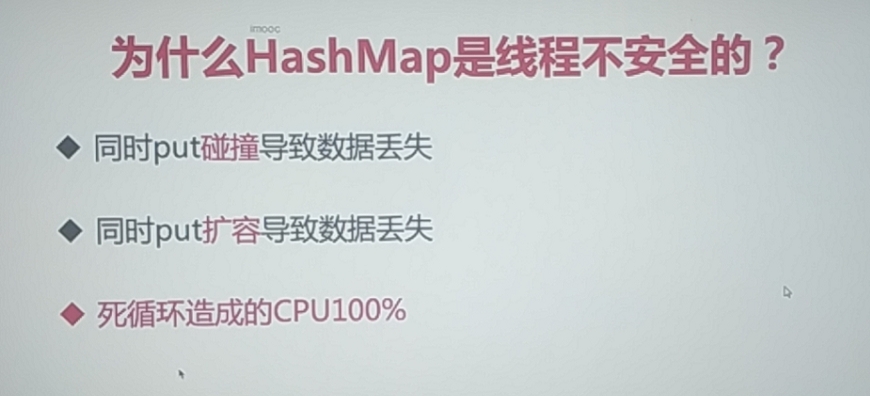 imooc
为什么HashMap是线程不安全的？
同时put碰撞导致数据丢失
同时put扩容导致数据丢失
死循环造成的CPU100%